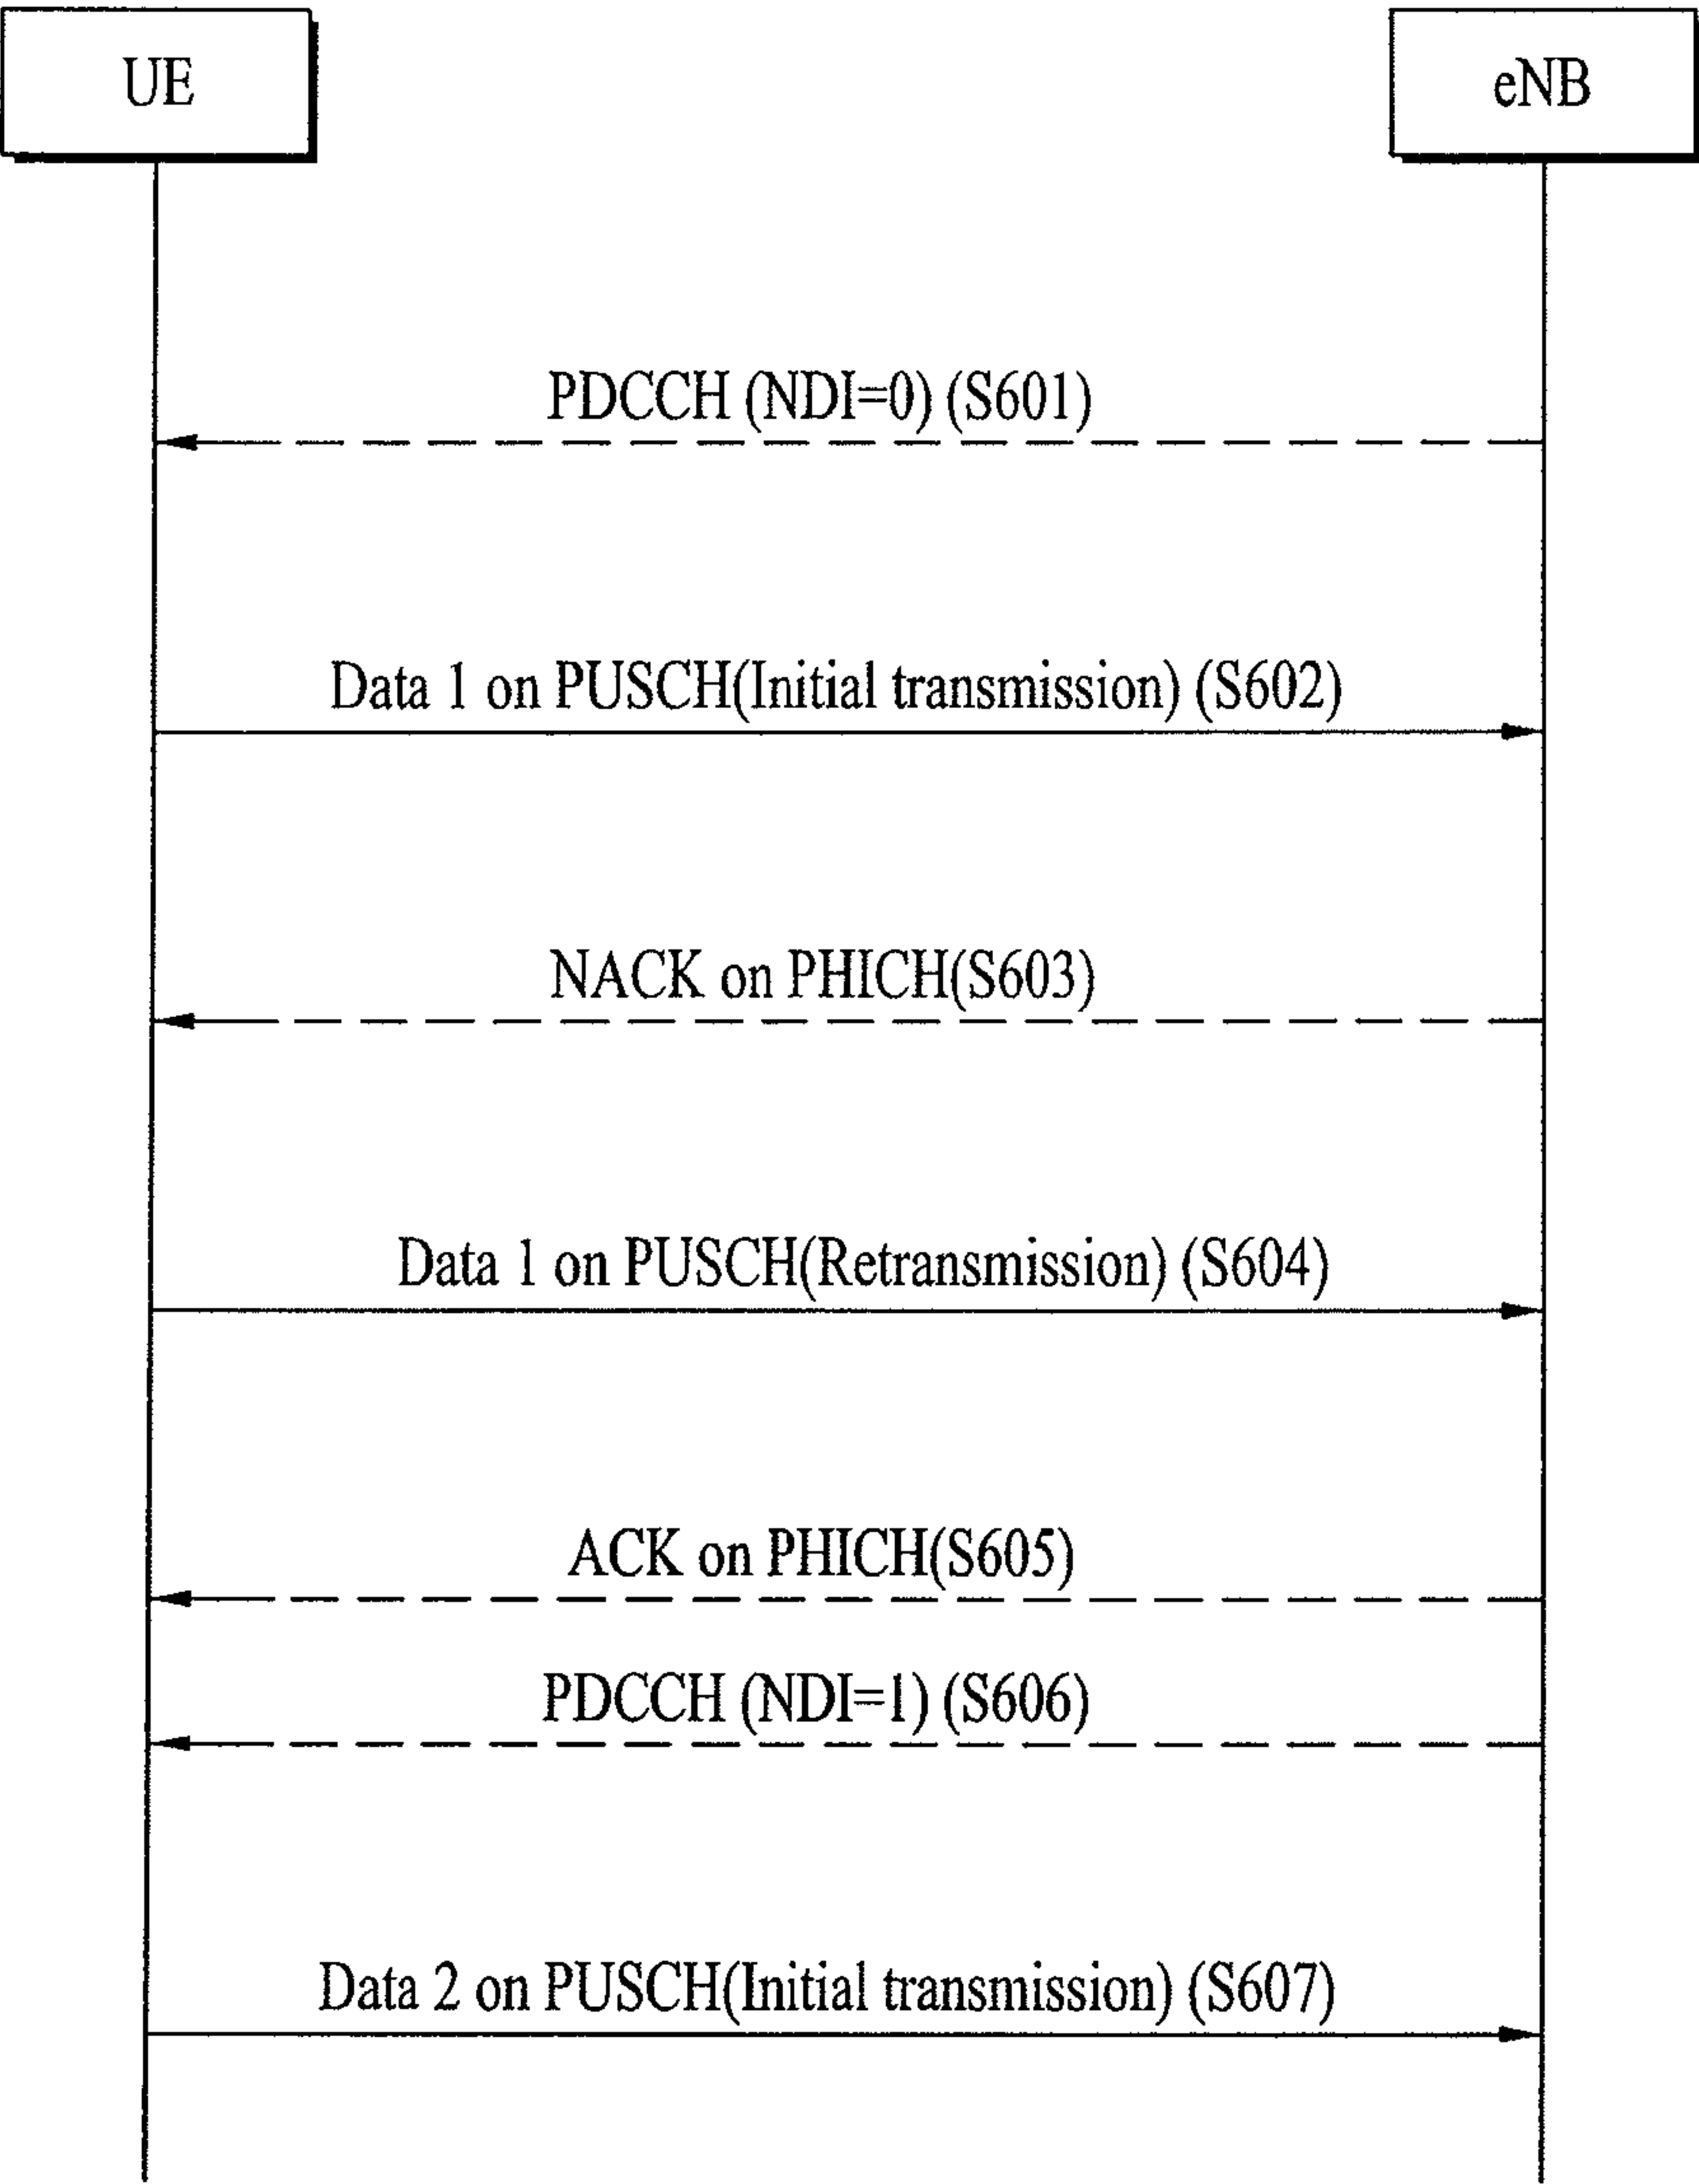 UE
eNB
PDCCH (NDI=0) (S601)
Data 1 on PUSCH(Initial transmission) (S602)
NACK on PHICH(S603)
Data 1 on PUSCH(Retransmission) (S604)
ACK on PHICH(S605)
PDCCH (NDI=1) (S606)
Data 2 on PUSCH(Initial transmission) (S607)